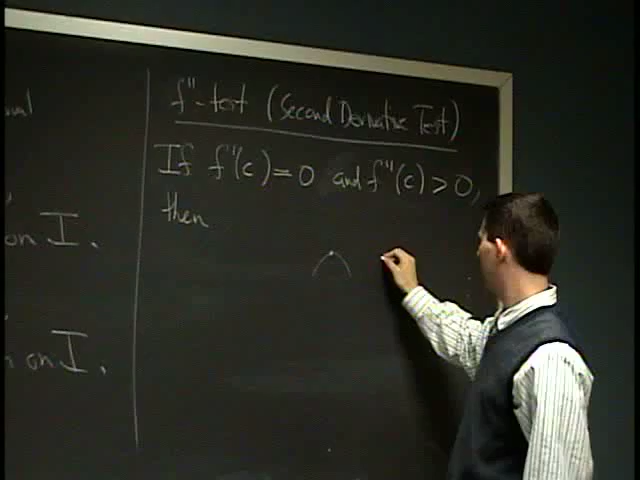 on I.
on I.
f''-test (Second Derivative Test)
If f'(c) = 0 and f''(c) > 0,
then